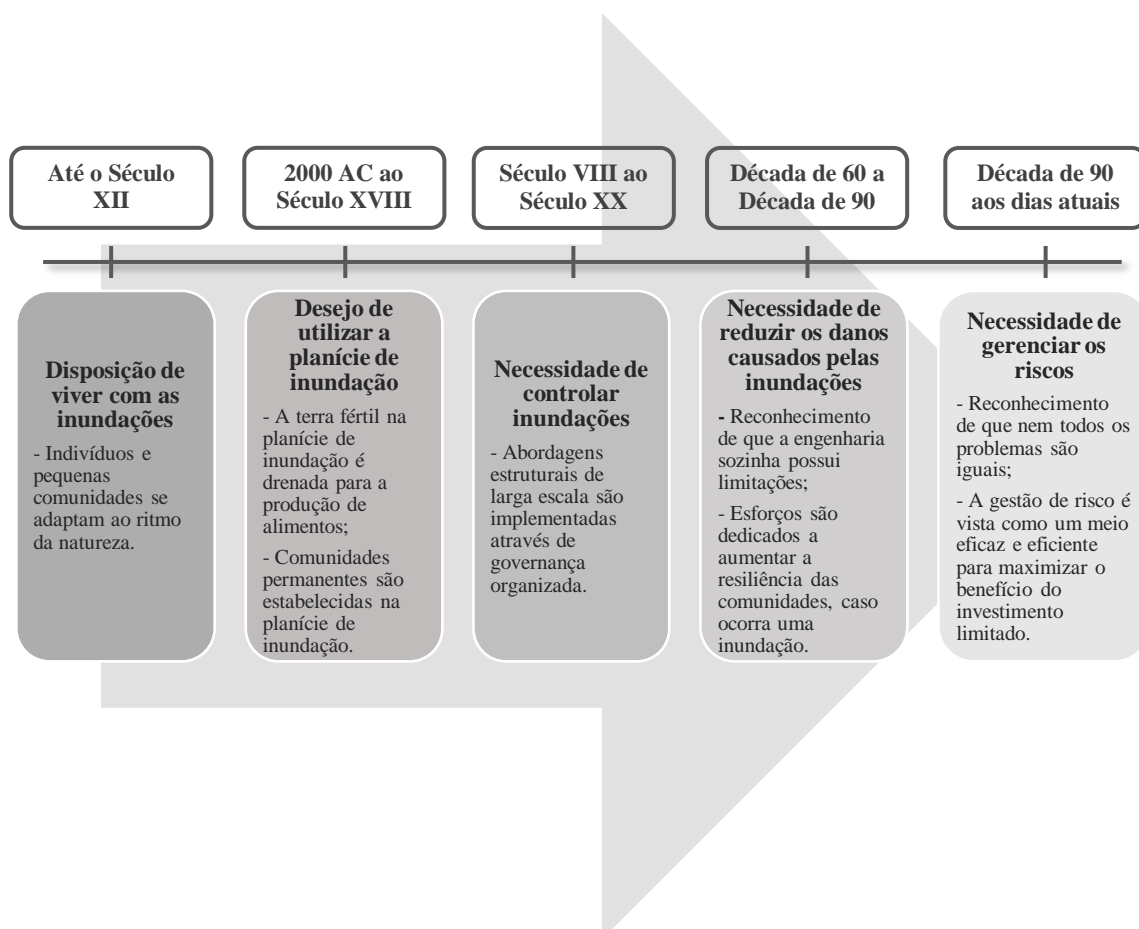 Até o Século
XII
2000 AC ao
Século XVIII
Século VIII ao
Século XX
Década de 60 a
Década de 90
Década de 90
aos dias atuais
Disposição de
viver com as
inundações
- Indivíduos e
pequenas
comunidades se
adaptam ao ritmo
da natureza.
Desejo de
utilizar a
planície de
inundação
- A terra fértil na
planície de
inundação é
drenada para a
produção de
alimentos;
- Comunidades
permanentes são
estabelecidas na
planície de
inundação.
Necessidade de
controlar
inundações
- Abordagens
estruturais de
larga escala são
implementadas
através de
governança
organizada.
Necessidade de
reduzir os danos
causados pelas
inundações
- Reconhecimento
de que a engenharia
sozinha possui
limitações;
- Esforços são
dedicados a
aumentar a
resiliência das
comunidades, caso
ocorra uma
inundação.
Necessidade de
gerenciar os
riscos
- Reconhecimento
de que nem todos os
problemas são
iguais;
- A gestão de risco é
vista como um meio
eficaz e eficiente
para maximizar o
benefício do
investimento
limitado.